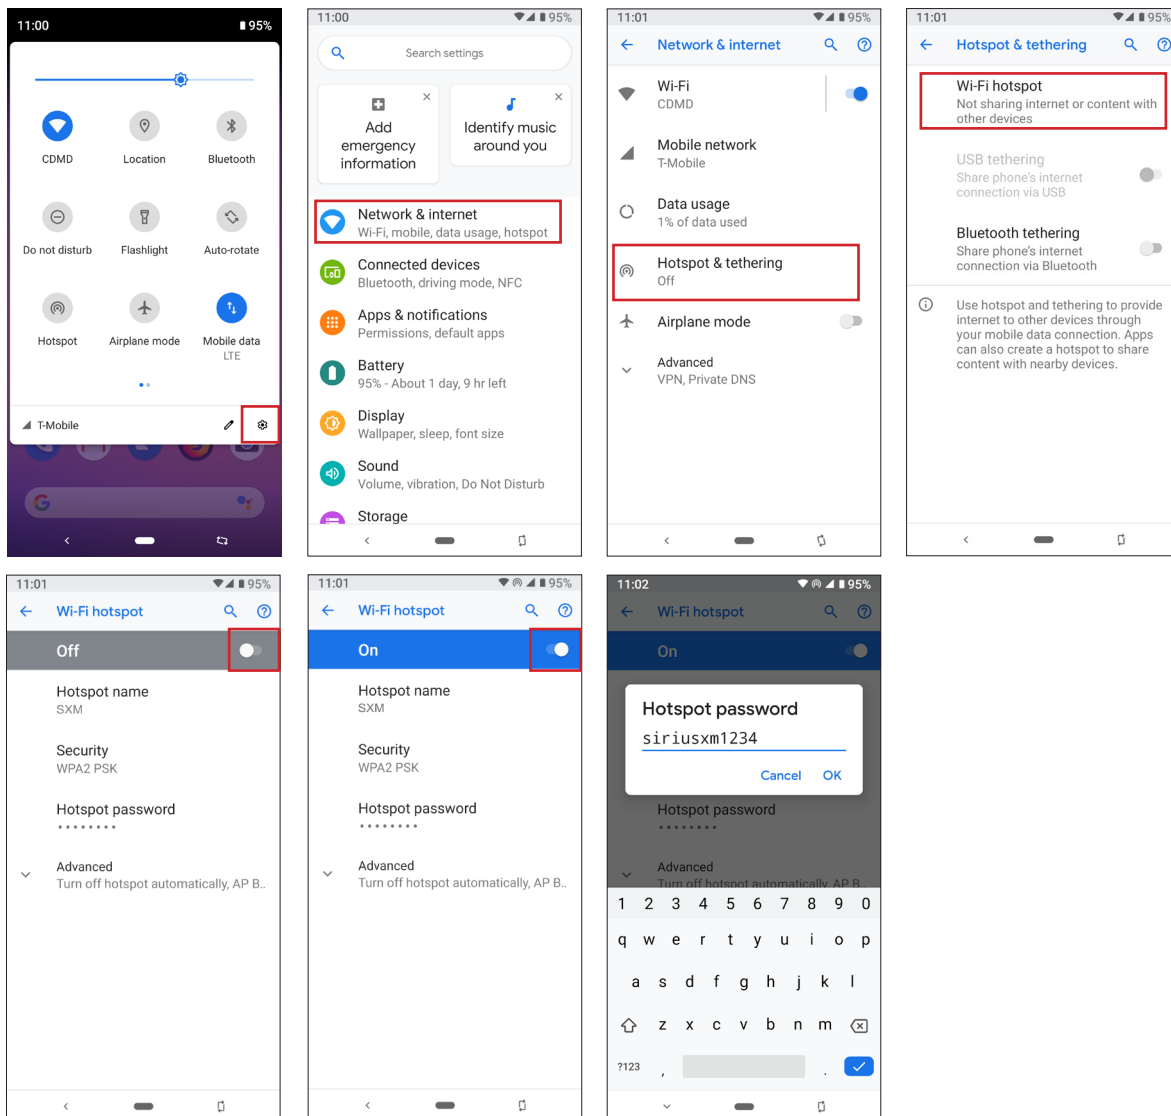 11:00 95%
CDMD Location Bluetooth
Do not disturb Flashlight Auto-rotate
Hotspot Airplane mode Mobile data
LTE
T-Mobile
G
11:00 95%
Search settings
Add
emergency
information
Identify music
around you
Network & internet
Wi-Fi, mobile, data usage, hotspot
Connected devices
Bluetooth, driving mode, NFC
Apps & notifications
Permissions, default apps
Battery
95% - About 1 day, 9 hr left
Display
Wallpaper, sleep, font size
Sound
Volume, vibration, Do Not Disturb
Storage
11:01 95%
Network & internet
Wi-Fi
CDMD
Mobile network
T-Mobile
Data usage
1% of data used
Hotspot & tethering
Off
Airplane mode
Advanced
VPN, Private DNS
11:01 95%
Hotspot & tethering
Wi-Fi hotspot
Not sharing internet or content with
other devices
USB tethering
Share phone's internet
connection via USB
Bluetooth tethering
Share phone's internet
connection via Bluetooth
Use hotspot and tethering to provide
internet to other devices through
your mobile data connection. Apps
can also create a hotspot to share
content with nearby devices.
11:01 95%
Wi-Fi hotspot
Off
Hotspot name
SXM
Security
WPA2 PSK
Hotspot password
••••••••
Advanced
Turn off hotspot automatically, AP B..
11:01 95%
Wi-Fi hotspot
On
Hotspot name
SXM
Security
WPA2 PSK
Hotspot password
••••••••
Advanced
Turn off hotspot automatically, AP B..
11:02 95%
Wi-Fi hotspot
On
Hotspot password
siriusxm1234
Cancel OK
Hotspot password
••••••••
Advanced
Turn off hotspot automatically, AP B..
1 2 3 4 5 6 7 8 9 0
q w e r t y u i o p
a s d f g h j k l
z x c v b n m
?123 , .